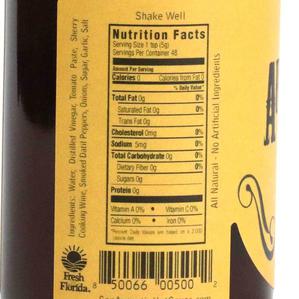 Shake Well
Nutrition Facts
Serving Size 1 tsp (5g)
Servings Per Container 48
Amount Per Serving
Calories 0 Calories from Fat 0
% Daily Value*
Total Fat 0g 0%
Saturated Fat 0g 0%
Trans Fat 0g
Cholesterol 0mg 0%
Sodium 5mg 0%
Total Carbohydrate 0g 0%
Dietary Fiber 0g 0%
Sugars 0g
Protein 0g
Vitamin A 0% • Vitamin C 0%
Calcium 0% • Iron 0%
Ingredients: Water, Distilled Vinegar, Tomato Paste, Sherry
Cooking Wine, Smoked Datil Peppers, Onions, Sugar, Garlic, Salt
All Natural - No Artificial Ingredients
Fresh
Florida
8 50066 00500 2